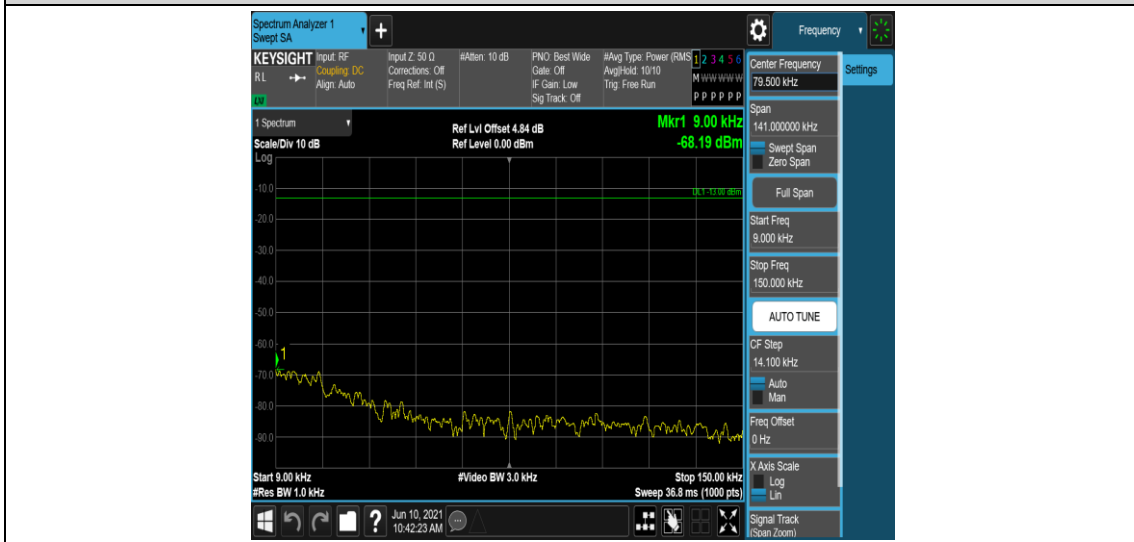 Spectrum Analyzer 1
Swept SA
+
Frequency
KEYSIGHT
RL
LXI
Input: RF
Coupling: DC
Align: Auto
Input Z: 50 Ω
Corrections: Off
Freq Ref: Int (S)
#Atten: 10 dB
PNO: Best Wide
Gate: Off
IF Gain: Low
Sig Track: Off
#Avg Type: Power (RMS
Avg|Hold: 10/10
Trig: Free Run
1 2 3 4 5 6
M W W W W W
P P P P P P
1 Spectrum
Scale/Div 10 dB
Log
Ref Lvl Offset 4.84 dB
Ref Level 0.00 dBm
Mkr1 9.00 kHz
-68.19 dBm
DL1 -13.00 dBm
-10.0
-20.0
-30.0
-40.0
-50.0
-60.0
1
-70.0
-80.0
-90.0
Start 9.00 kHz
#Video BW 3.0 kHz
Stop 150.00 kHz
#Res BW 1.0 kHz
Sweep 36.8 ms (1000 pts)
?
Jun 10, 2021
10:42:23 AM
Center Frequency
79.500 kHz
Settings
Span
141.000000 kHz
Swept Span
Zero Span
Full Span
Start Freq
9.000 kHz
Stop Freq
150.000 kHz
AUTO TUNE
CF Step
14.100 kHz
Auto
Man
Freq Offset
0 Hz
X Axis Scale
Log
Lin
Signal Track
(Span Zoom)